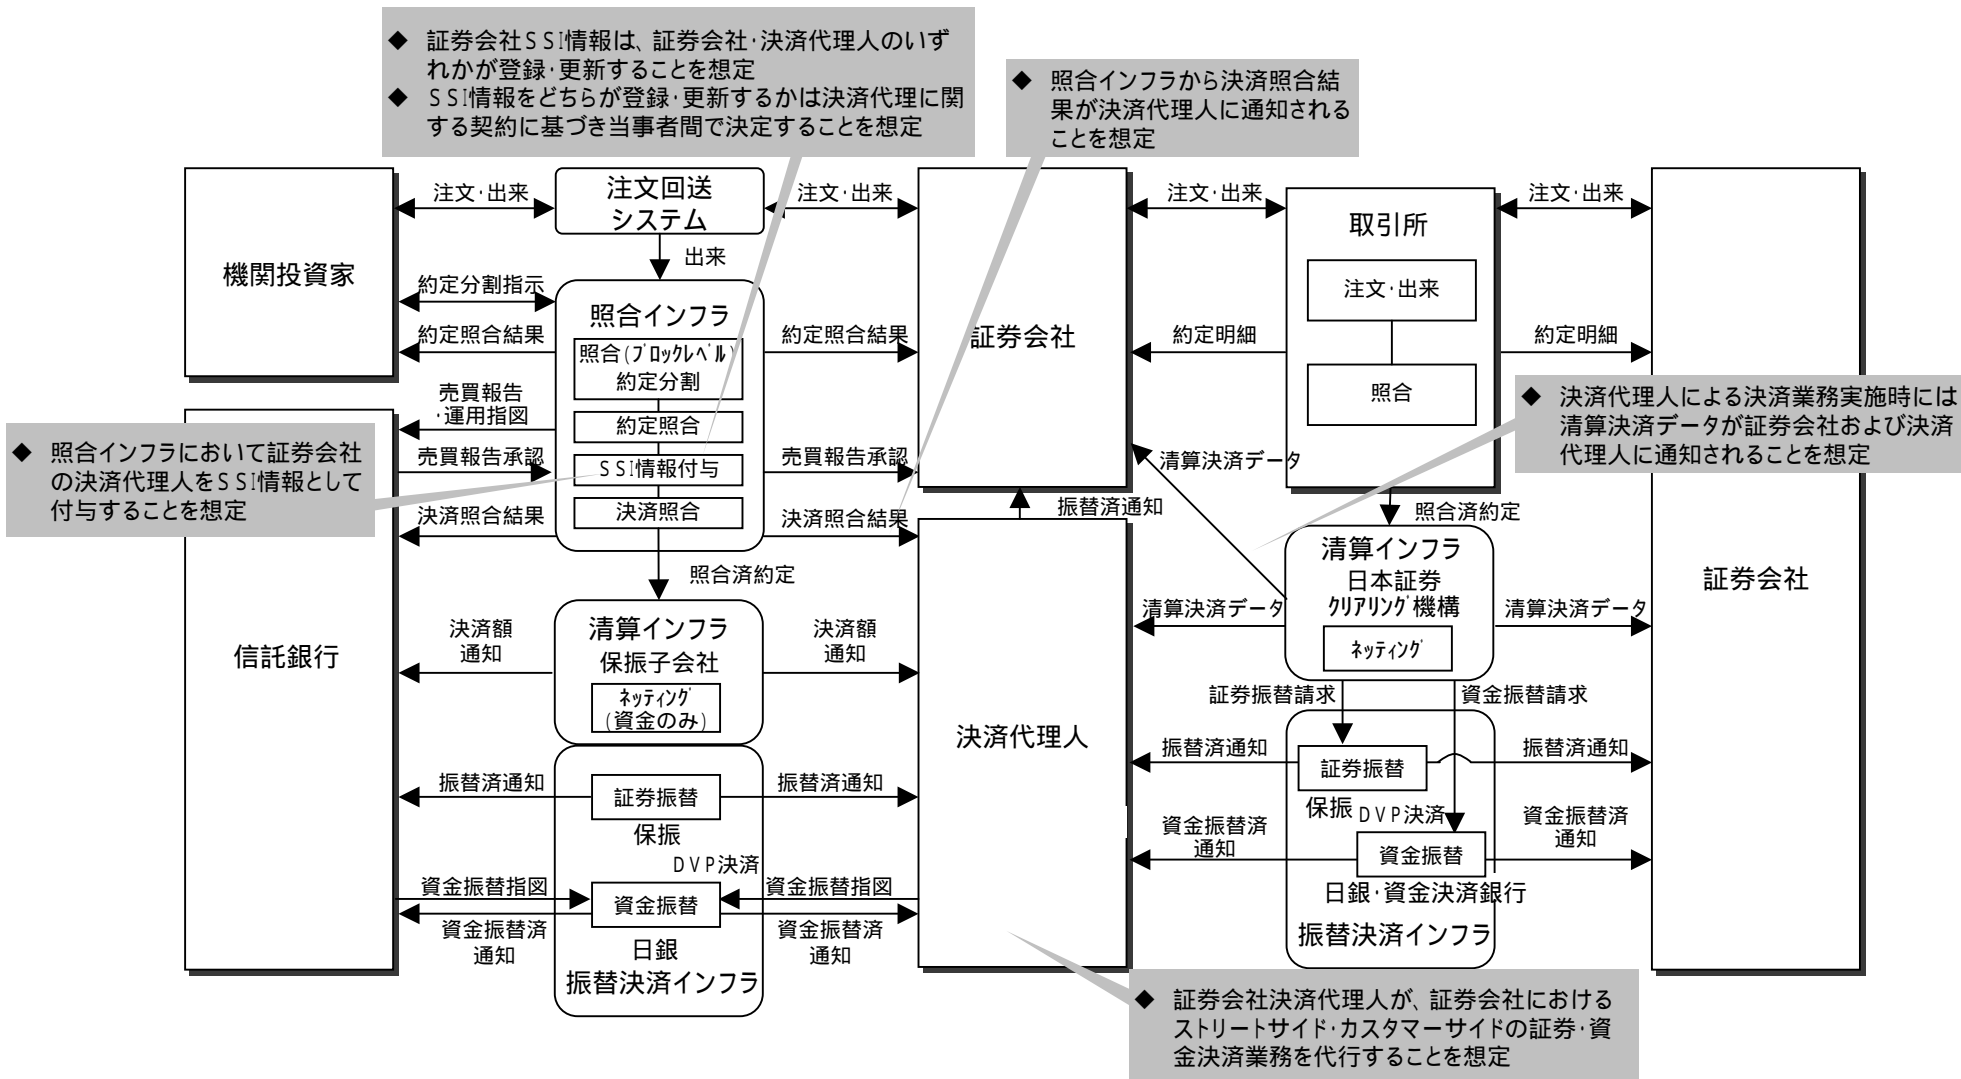 ◆ 証券会社SSI情報は、証券会社・決済代理人のいず
れかが登録・更新することを想定
◆ SSI情報をどちらが登録・更新するかは決済代理に関
する契約に基づき当事者間で決定することを想定
◆ 照合インフラから決済照合結
果が決済代理人に通知される
ことを想定
注文・出来
注文回送
システム
注文・出来
注文・出来
注文・出来
取引所
出来
機関投資家
約定分割指示
注文・出来
照合インフラ
約定照合結果
約定照合結果
証券会社
約定明細
約定明細
照合(ﾌﾞﾛｯｸﾚﾍﾞﾙ)
約定分割
照合
売買報告
・運用指図
約定照合
◆ 決済代理人による決済業務実施時には
清算決済データが証券会社および決済
代理人に通知されることを想定
◆ 照合インフラにおいて証券会社
の決済代理人をSSI情報として
付与することを想定
売買報告承認
SSI情報付与
売買報告承認
清算決済データ
決済照合結果
決済照合
決済照合結果
振替済通知
照合済約定
照合済約定
清算インフラ
日本証券
ｸﾘｱﾘﾝｸﾞ機構
ﾈｯﾃｨﾝｸﾞ
証券会社
清算決済データ
清算決済データ
信託銀行
決済額
通知
清算インフラ
保振子会社
ﾈｯﾃｨﾝｸﾞ
(資金のみ)
決済額
通知
証券振替請求
資金振替請求
決済代理人
振替済通知
証券振替
振替済通知
保振
振替済通知
証券振替
振替済通知
保振
DVP決済
資金振替済
通知
資金振替
資金振替済
通知
DVP決済
日銀・資金決済銀行
振替決済インフラ
資金振替指図
資金振替
資金振替指図
資金振替済
通知
日銀
資金振替済
通知
振替決済インフラ
◆ 証券会社決済代理人が、証券会社における
ストリートサイド・カスタマーサイドの証券・資
金決済業務を代行することを想定